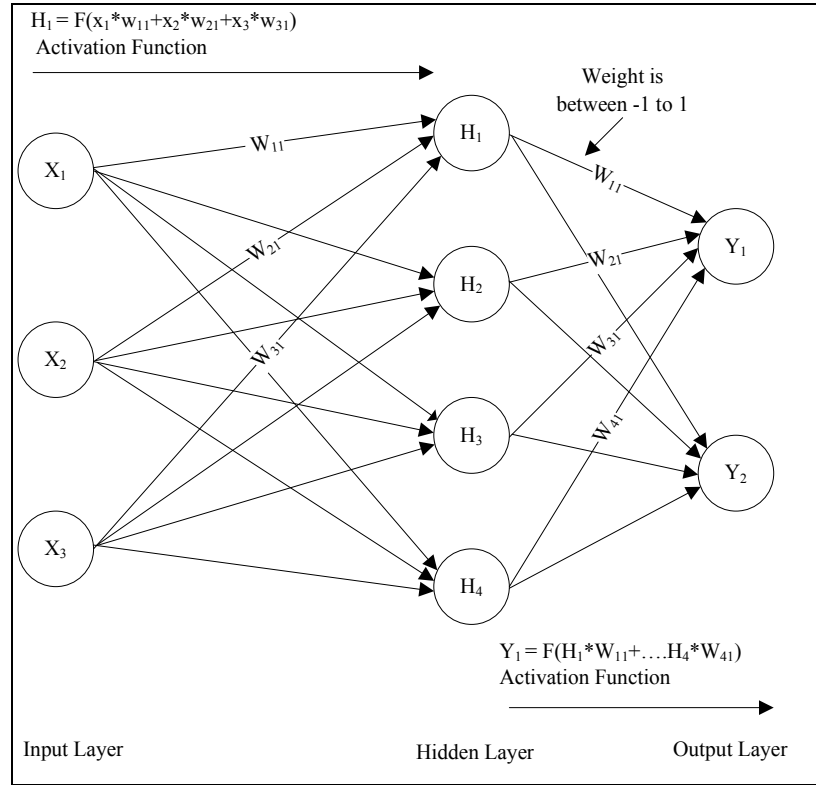 H₁ = F(x₁*w₁₁+x₂*w₂₁+x₃*w₃₁)
Activation Function
Weight is
between -1 to 1
X₁
X₂
X₃
W₁₁
W₂₁
W₃₁
H₁
H₂
H₃
H₄
W₁₁
W₂₁
W₃₁
W₄₁
Y₁
Y₂
Y₁ = F(H₁*W₁₁+….H₄*W₄₁)
Activation Function
Input Layer
Hidden Layer
Output Layer